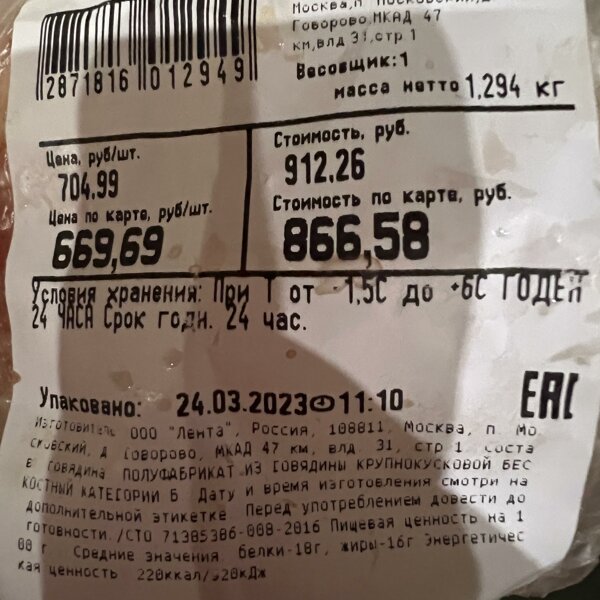 Москва,п Московский,д
Говорово,МКАД 47
км,влд 31,стр 1
2871816 012949
Весовщик:1
масса нетто 1,294 кг
Цена, руб/шт.
704.99
Цена по карте, руб/шт.
669,69
Стоимость, руб.
912.26
Стоимость по карте, руб.
866,58
Условия хранения: При Т от -1,5С до +6С ГОДЕН
24 ЧАСА Срок годн. 24 час.
Упаковано: 24.03.2023 11:10
EAC
Изготовитель ООО "Лента", Россия, 108811, Москва, п. Мо
сковский, д Говорово, МКАД 47 км, влд. 31, стр 1 соста
в говядина ПОЛУФАБРИКАТ ИЗ ГОВЯДИНЫ КРУПНОКУСКОВОЙ БЕС
КОСТНЫЙ КАТЕГОРИИ Б Дату и время изготовления смотри на
дополнительной этикетке Перед употреблением довести до
готовности./СТО 71385386-008-2016 Пищевая ценность на 1
00 г. Средние значения белки-18г, жиры-16г Энергетичес
кая ценность 220ккал/920кДж